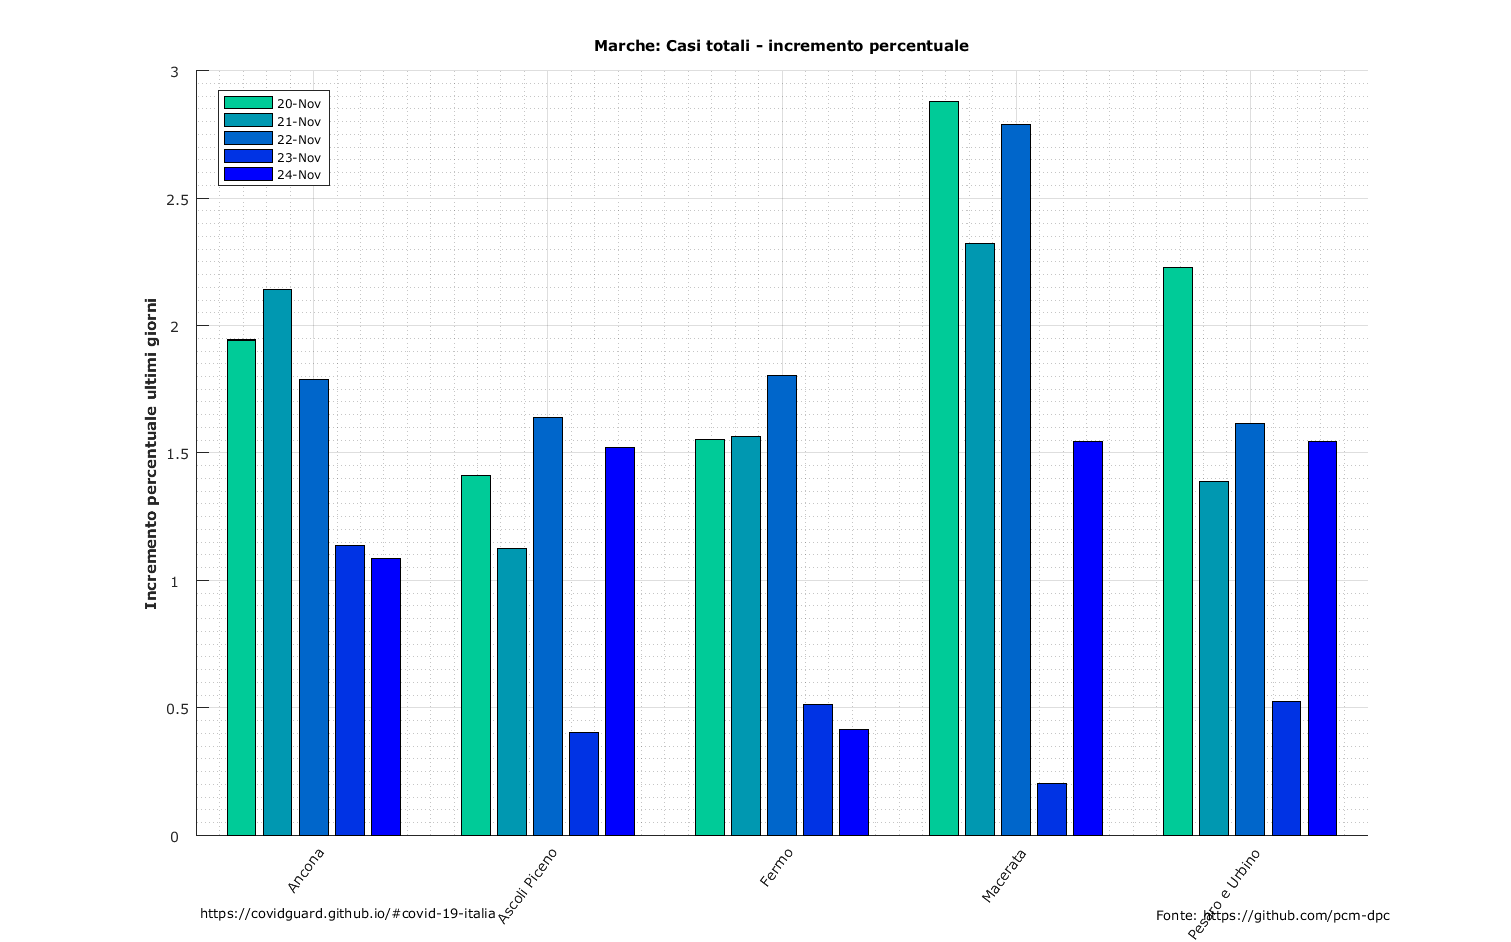 Marche: Casi totali - incremento percentuale
3
2.5
2
1.5
1
0.5
0
Incremento percentuale ultimi giorni
20-Nov
21-Nov
22-Nov
23-Nov
24-Nov
Ancona
Ascoli Piceno
Fermo
Macerata
Pesaro e Urbino
https://covidguard.github.io/#covid-19-italia
Fonte: https://github.com/pcm-dpc